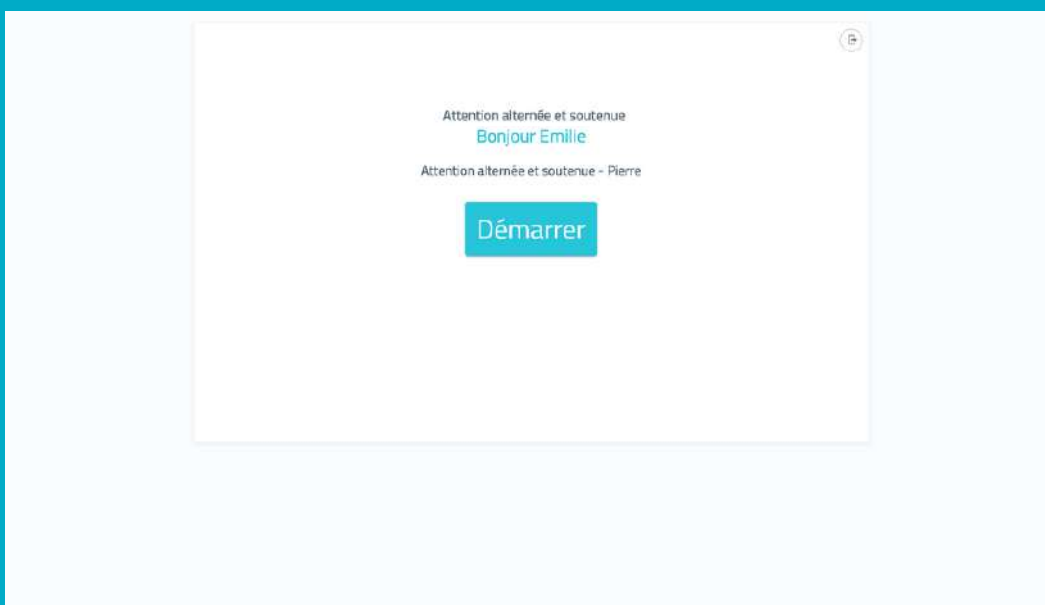 Attention alternée et soutenue
Bonjour Emilie
Attention alternée et soutenue - Pierre
Démarrer